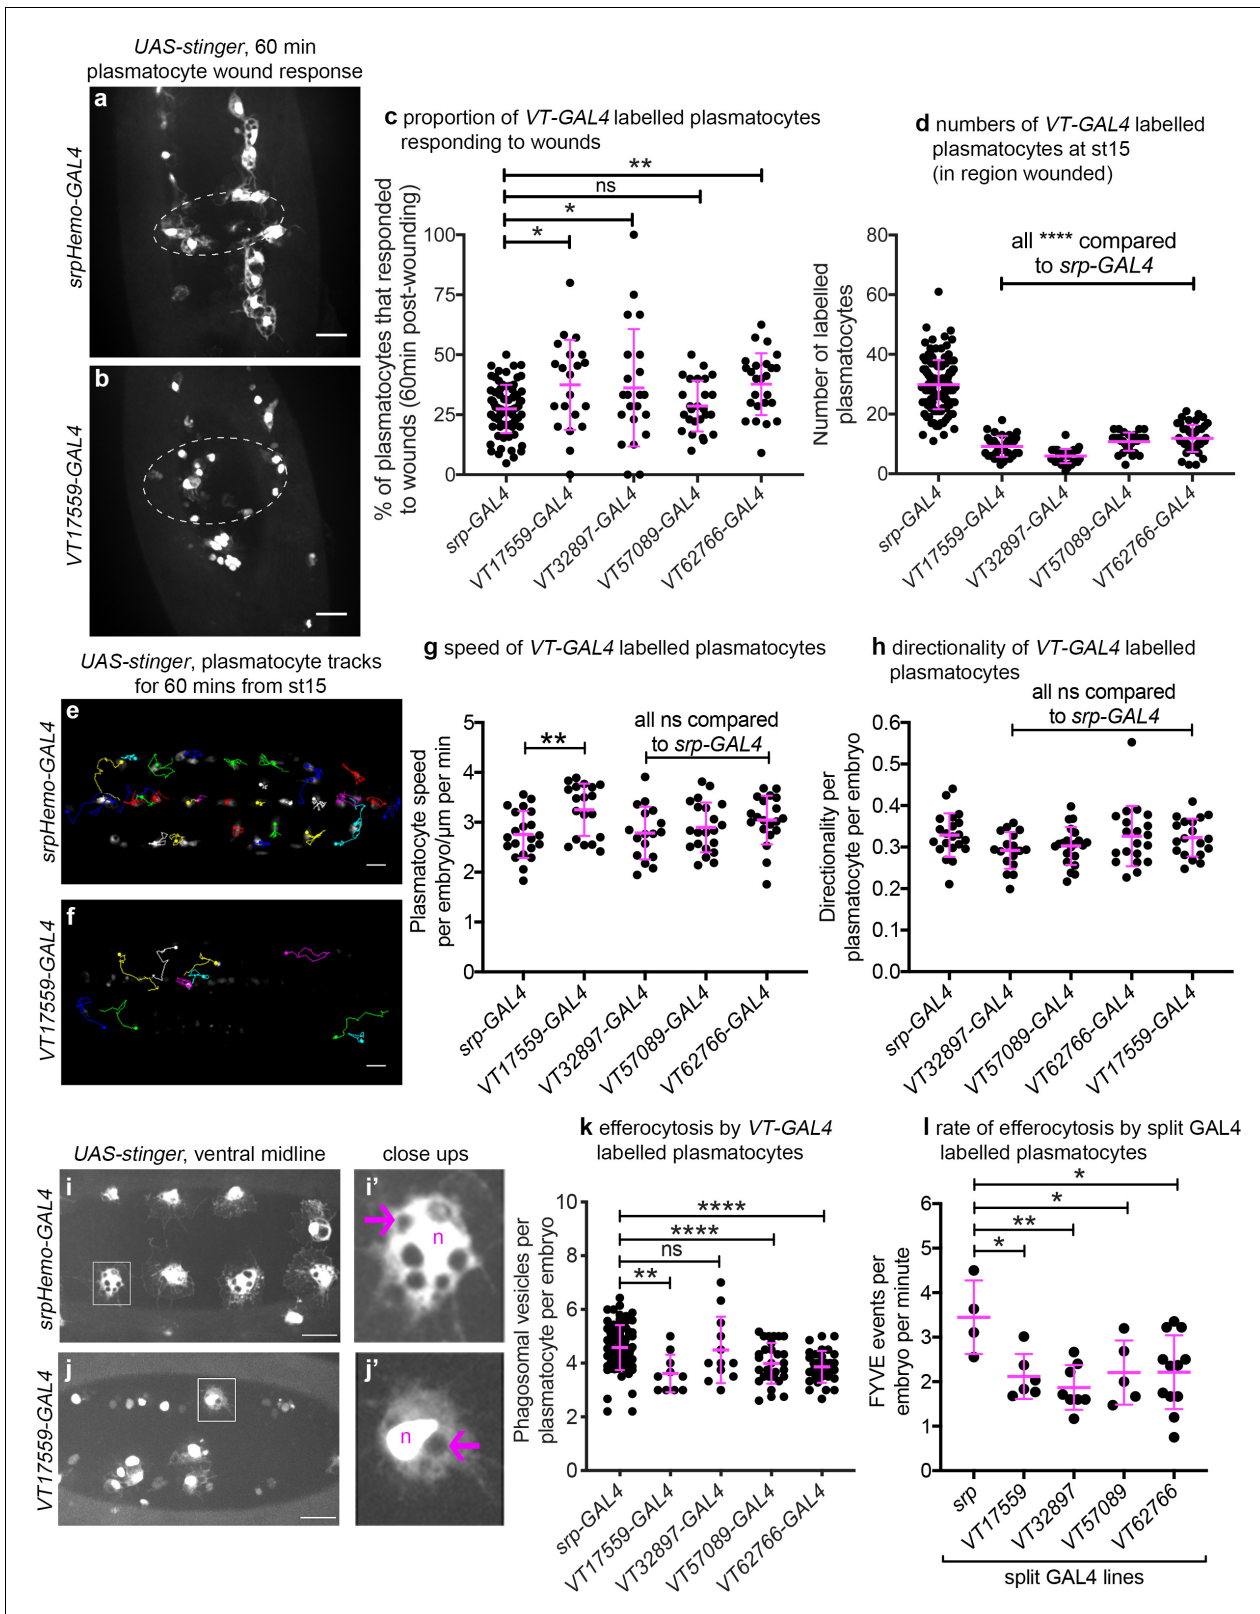 UAS-stinger, 60 min
plasmatocyte wound response
a
srpHemo-GAL4
b
VT17559-GAL4
c proportion of VT-GAL4 labelled plasmatocytes
responding to wounds
**
ns
*
*
% of plasmatocytes that responded
to wounds (60min post-wounding)
100
75
50
25
0
srp-GAL4
VT17559-GAL4
VT32897-GAL4
VT57089-GAL4
VT62766-GAL4
d numbers of VT-GAL4 labelled
plasmatocytes at st15
(in region wounded)
all **** compared
to srp-GAL4
Number of labelled
plasmatocytes
80
60
40
20
0
srp-GAL4
VT17559-GAL4
VT32897-GAL4
VT57089-GAL4
VT62766-GAL4
UAS-stinger, plasmatocyte tracks
for 60 mins from st15
e
srpHemo-GAL4
f
VT17559-GAL4
g speed of VT-GAL4 labelled plasmatocytes
**
all ns compared
to srp-GAL4
Plasmatocyte speed
per embryo/µm per min
5
4
3
2
1
0
srp-GAL4
VT17559-GAL4
VT32897-GAL4
VT57089-GAL4
VT62766-GAL4
h directionality of VT-GAL4 labelled
plasmatocytes
all ns compared
to srp-GAL4
Directionality per
plasmatocyte per embryo
0.6
0.5
0.4
0.3
0.2
0.1
0.0
srp-GAL4
VT32897-GAL4
VT57089-GAL4
VT62766-GAL4
VT17559-GAL4
UAS-stinger, ventral midline
close ups
i
srpHemo-GAL4
i'
n
j
VT17559-GAL4
j'
n
k efferocytosis by VT-GAL4
labelled plasmatocytes
****
****
ns
**
Phagosomal vesicles per
plasmatocyte per embryo
10
8
6
4
2
0
srp-GAL4
VT17559-GAL4
VT32897-GAL4
VT57089-GAL4
VT62766-GAL4
l rate of efferocytosis by split GAL4
labelled plasmatocytes
*
*
**
*
FYVE events per
embryo per minute
6
5
4
3
2
1
0
srp
VT17559
VT32897
VT57089
VT62766
split GAL4 lines